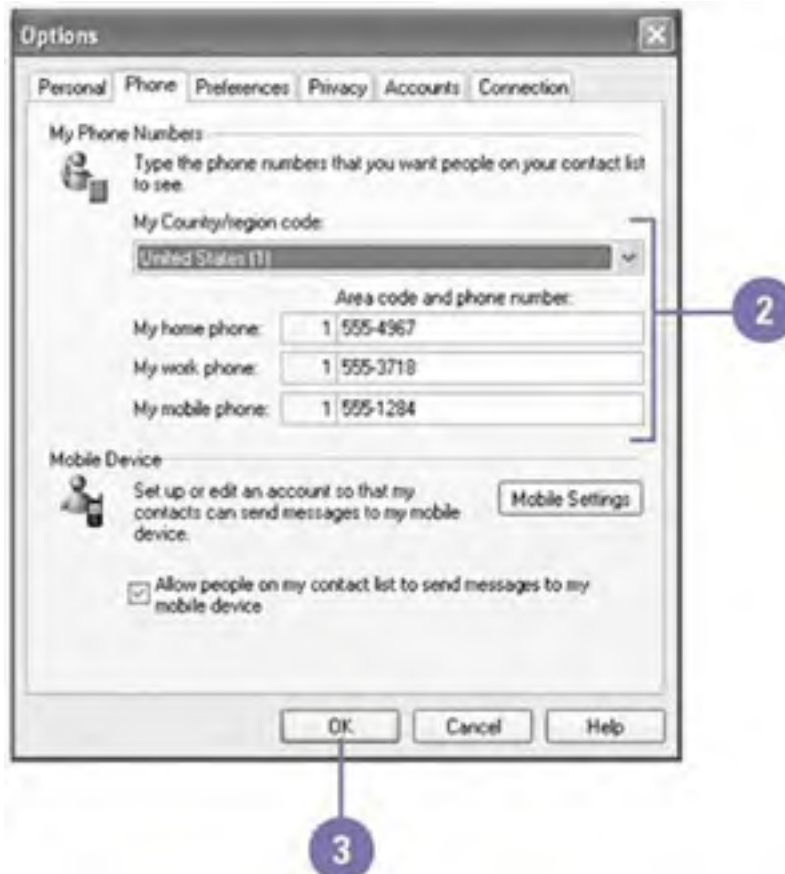 Options
Personal Phone Preferences Privacy Accounts Connection
My Phone Numbers
Type the phone numbers that you want people on your contact list
to see.
My Country/region code:
United States (1)
Area code and phone number:
My home phone: 1 555-4967
My work phone: 1 555-3718
My mobile phone: 1 555-1284
2
Mobile Device
Set up or edit an account so that my
contacts can send messages to my mobile
device.
Mobile Settings
Allow people on my contact list to send messages to my
mobile device
OK Cancel Help
3